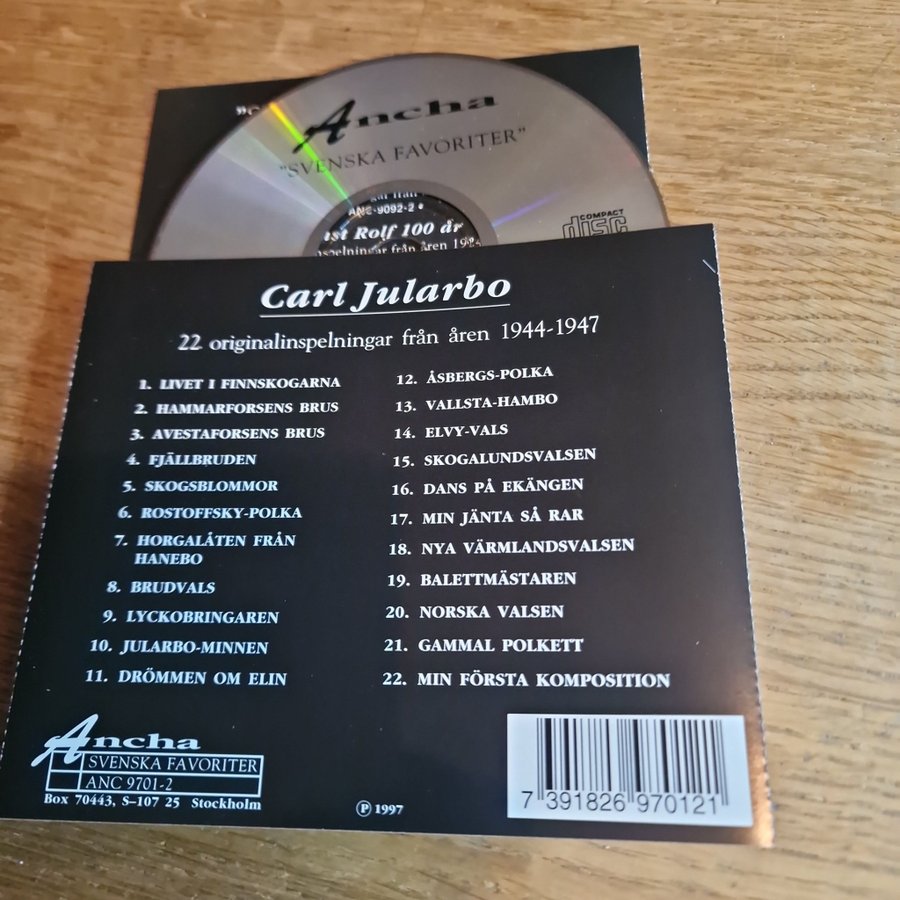 Ancha
"SVENSKA FAVORITER"
ANC-9092-2
Rolf 100 år
från åren
COMPACT
disc
Carl Jularbo
22 originalinspelningar från åren 1944-1947
1. LIVET I FINNSKOGARNA
2. HAMMARFORSENS BRUS
3. AVESTAFORSENS BRUS
4. FJÄLLBRUDEN
5. SKOGSBLOMMOR
6. ROSTOFFSKY-POLKA
7. HORGALÅTEN FRÅN
HANEBO
8. BRUDVALS
9. LYCKOBRINGAREN
10. JULARBO-MINNEN
11. DRÖMMEN OM ELIN
12. ÅSBERGS-POLKA
13. VALLSTA-HAMBO
14. ELVY-VALS
15. SKOGALUNDSVALSEN
16. DANS PÅ EKÄNGEN
17. MIN JÄNTA SÅ RAR
18. NYA VÄRMLANDSVALSEN
19. BALETTMÄSTAREN
20. NORSKA VALSEN
21. GAMMAL POLKETT
22. MIN FÖRSTA KOMPOSITION
Ancha
SVENSKA FAVORITER
ANC 9701-2
Box 70443, S-107 25 Stockholm
℗ 1997
7 391826 970121